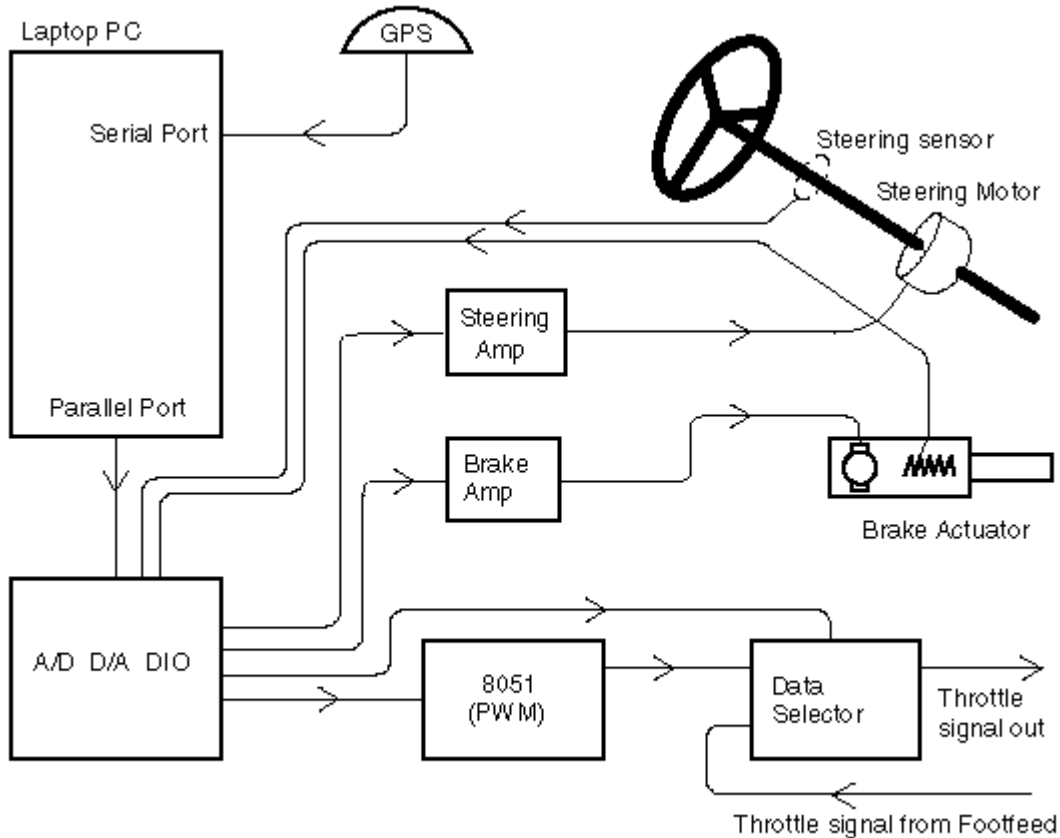 Laptop PC
GPS
Serial Port
Steering sensor
Steering Motor
Steering
Amp
Parallel Port
Brake
Amp
Brake Actuator
A/D D/A DIO
8051
(PWM)
Data
Selector
Throttle
signal out
Throttle signal from Footfeed